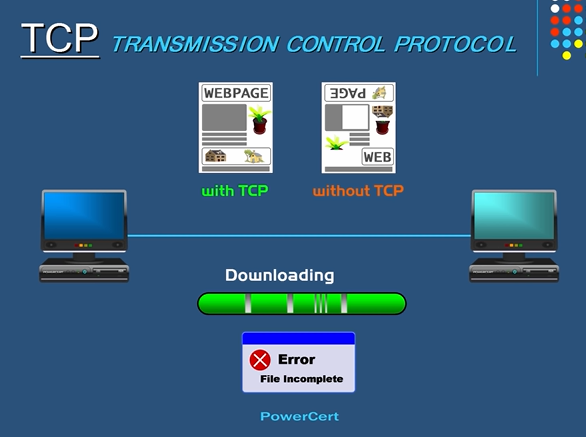 TCP TRANSMISSION CONTROL PROTOCOL
WEBPAGE
PAGE
WEB
with TCP
without TCP
Downloading
Error
File Incomplete
PowerCert